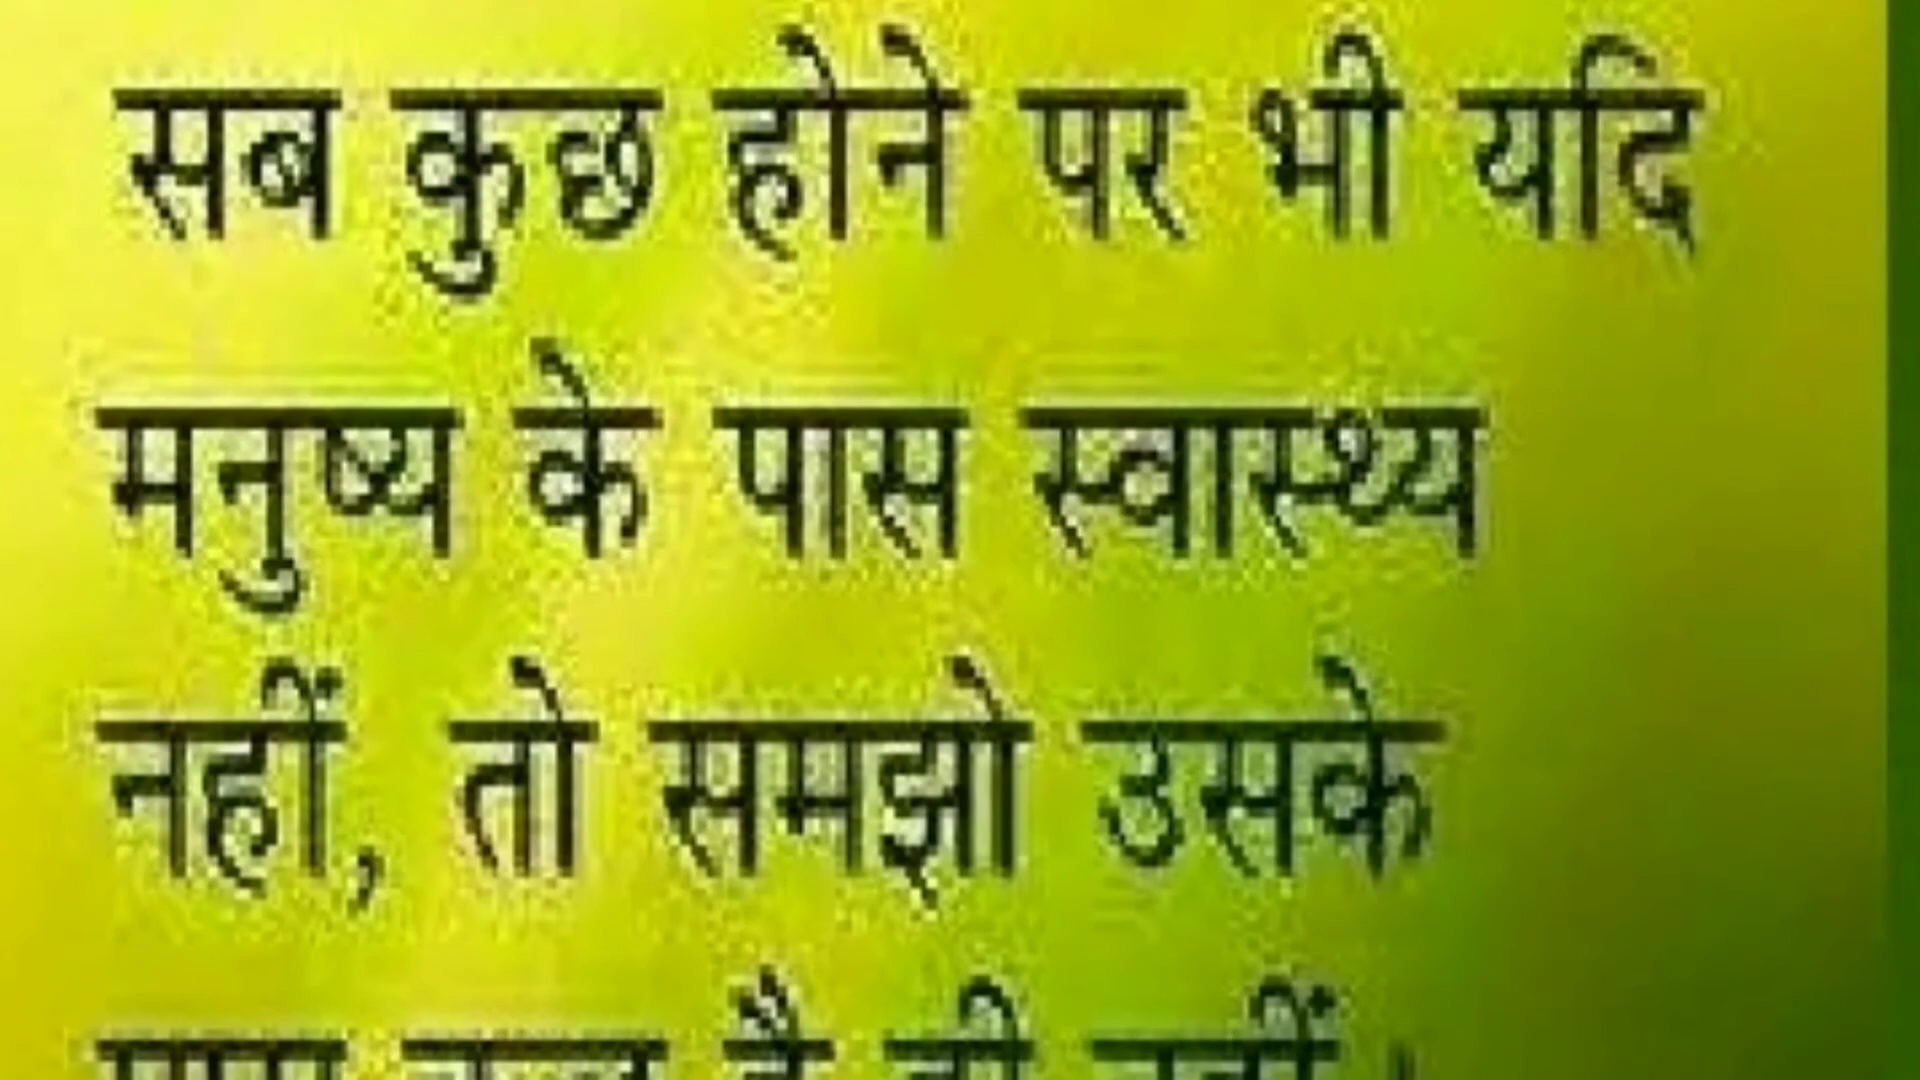 सब कुछ होने पर भी यदि
मनुष्य के पास स्वास्थ्य
नहीं, तो समझो उसके